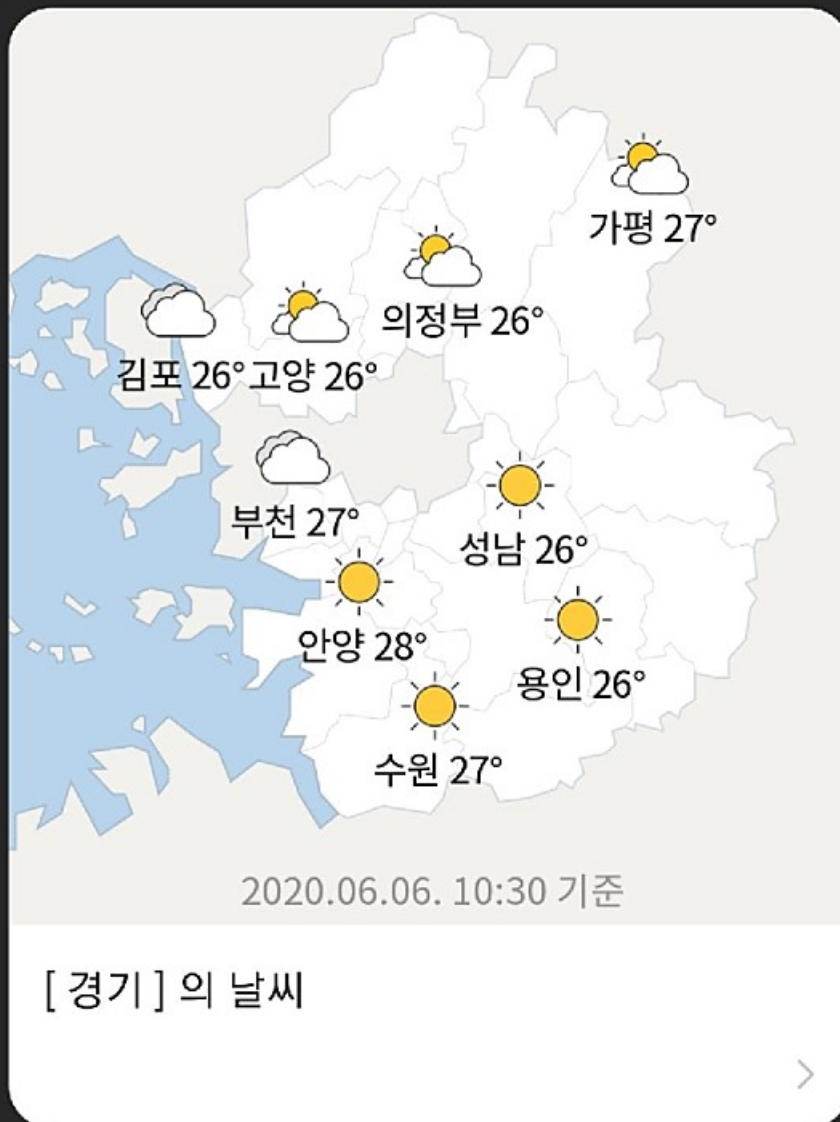 가평 27°
의정부 26°
김포 26° 고양 26°
부천 27°
성남 26°
안양 28°
용인 26°
수원 27°
2020.06.06. 10:30 기준
[ 경기 ] 의 날씨